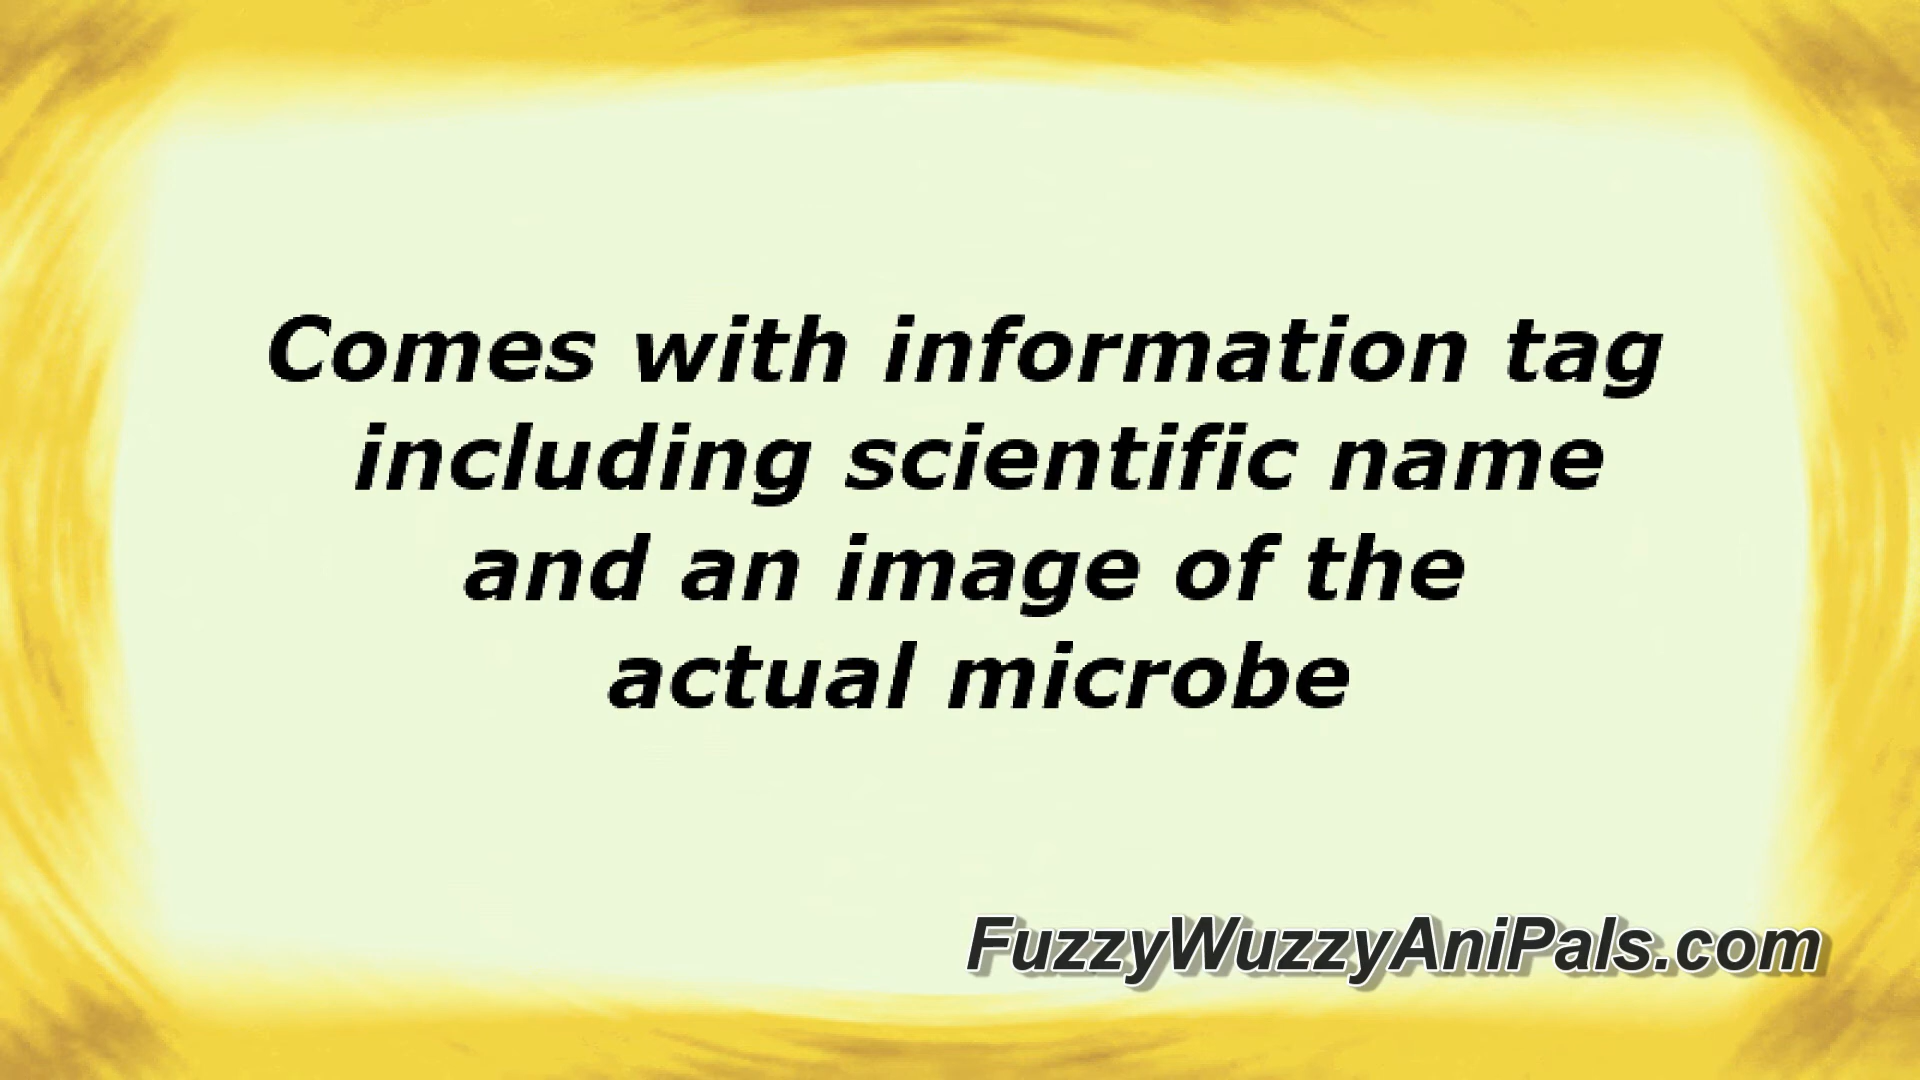 Comes with information tag
including scientific name
and an image of the
actual microbe
FuzzyWuzzyAniPals.com